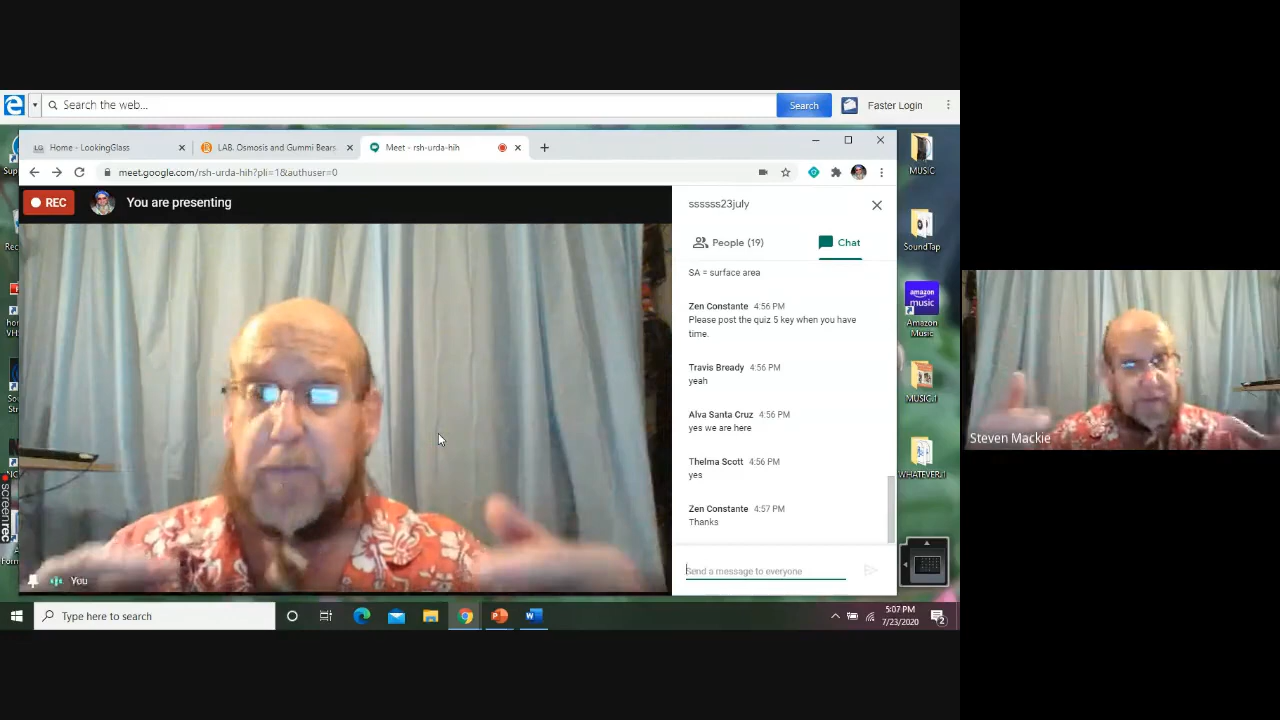 Search the web...
Search
Faster Login
Home - LookingGlass
LAB. Osmosis and Gummi Bears
Meet - rsh-urda-hih
meet.google.com/rsh-urda-hih?pli=1&authuser=0
REC
You are presenting
ssssss23july
People (19)
Chat
SA = surface area
Zen Constante 4:56 PM
Please post the quiz 5 key when you have
time.
Travis Bready 4:56 PM
yeah
Alva Santa Cruz 4:56 PM
yes we are here
Thelma Scott 4:56 PM
yes
Zen Constante 4:57 PM
Thanks
Send a message to everyone
You
MUSIC
SoundTap
amazon
music
Amazon
Music
MUSIC.1
WHATEVER.1
Steven Mackie
screenrec
Type here to search
5:07 PM
7/23/2020
2